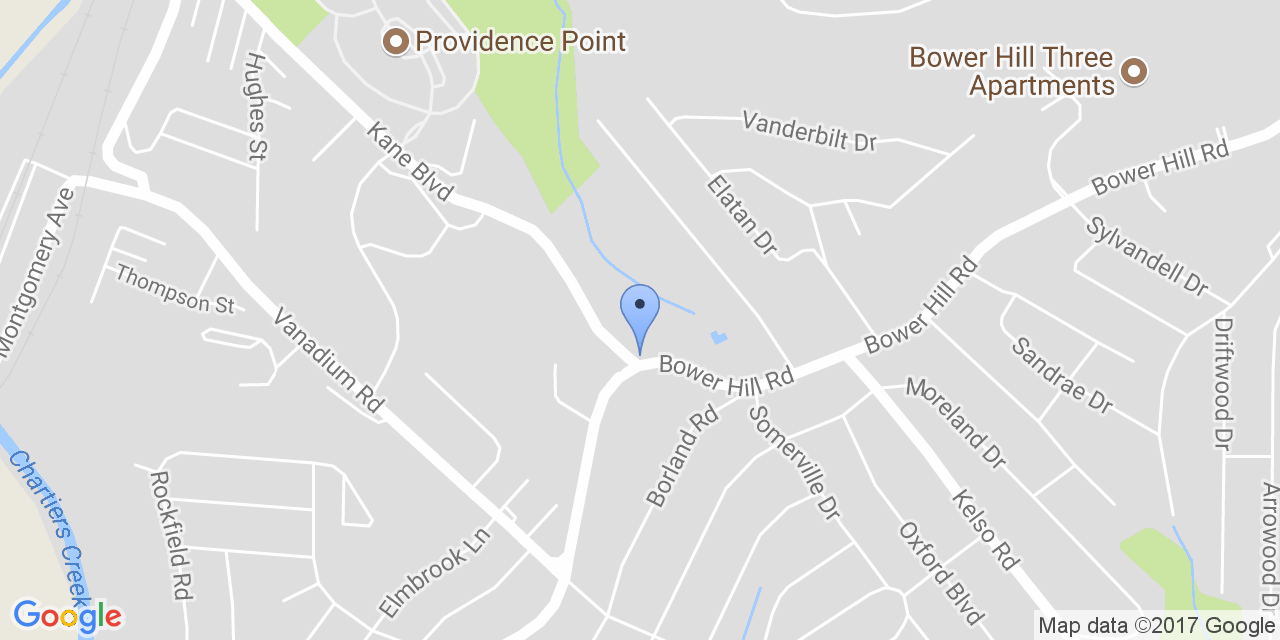 Providence Point
Bower Hill Three
Apartments
Hughes St
Vanderbilt Dr
Kane Blvd
Bower Hill Rd
Elatan Dr
Montgomery Ave
Sylvandell Dr
Thompson St
Bower Hill Rd
Vanadium Rd
Driftwood Dr
Sandrae Dr
Bower Hill Rd
Moreland Dr
Borland Rd
Somerville Dr
Chartiers Creek
Rockfield Rd
Kelso Rd
Arrowood Dr
Elmbrook Ln
Oxford Blvd
Google
Map data ©2017 Google